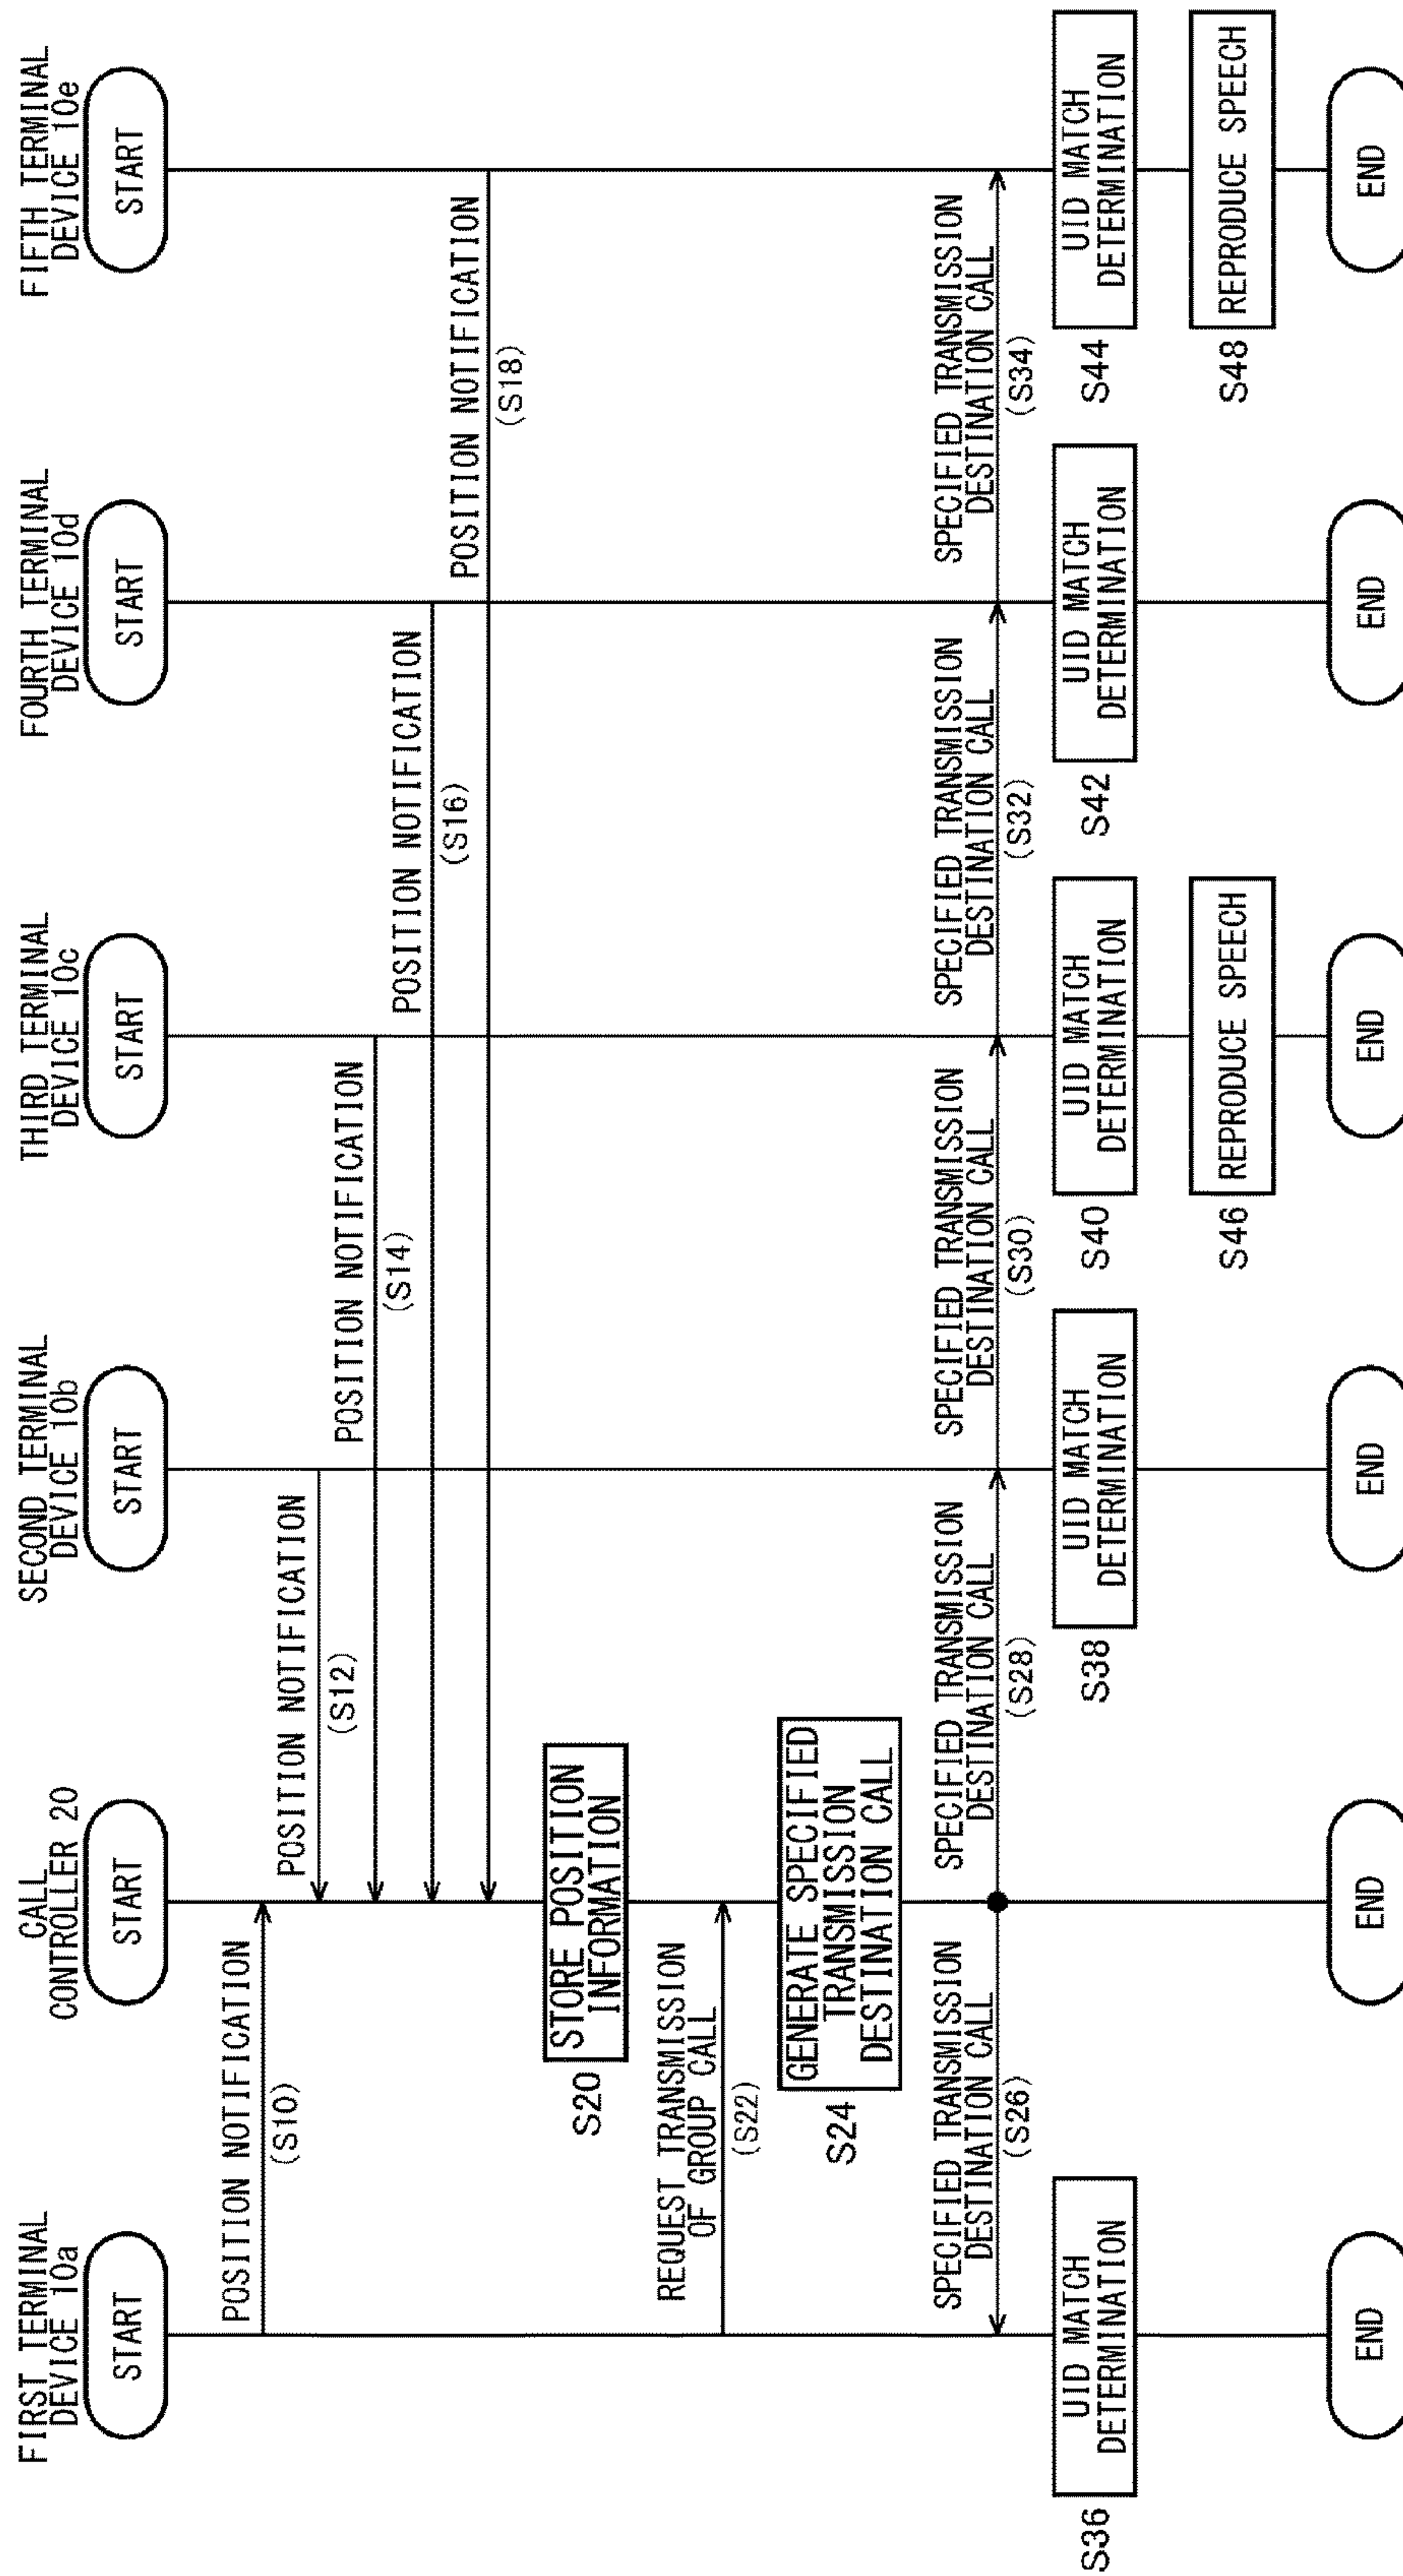 FIRST TERMINAL
DEVICE 10a
CALL
CONTROLLER 20
SECOND TERMINAL
DEVICE 10b
THIRD TERMINAL
DEVICE 10c
FOURTH TERMINAL
DEVICE 10d
FIFTH TERMINAL
DEVICE 10e
START
START
START
START
START
START
POSITION NOTIFICATION
(S10)
POSITION NOTIFICATION
(S12)
POSITION NOTIFICATION
(S14)
POSITION NOTIFICATION
(S16)
POSITION NOTIFICATION
(S18)
S20
STORE POSITION
INFORMATION
REQUEST TRANSMISSION
OF GROUP CALL
(S22)
S24
GENERATE SPECIFIED
TRANSMISSION
DESTINATION CALL
SPECIFIED TRANSMISSION
DESTINATION CALL
(S26)
SPECIFIED TRANSMISSION
DESTINATION CALL
(S28)
SPECIFIED TRANSMISSION
DESTINATION CALL
(S30)
SPECIFIED TRANSMISSION
DESTINATION CALL
(S32)
SPECIFIED TRANSMISSION
DESTINATION CALL
(S34)
S36
UID MATCH
DETERMINATION
S38
UID MATCH
DETERMINATION
S40
UID MATCH
DETERMINATION
S42
UID MATCH
DETERMINATION
S44
UID MATCH
DETERMINATION
S46
REPRODUCE SPEECH
S48
REPRODUCE SPEECH
END
END
END
END
END
END